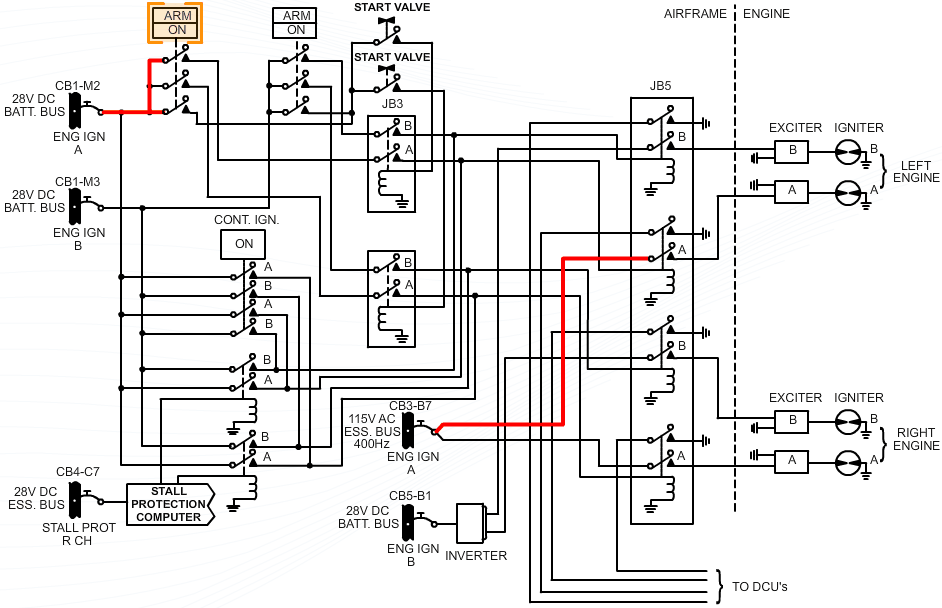 ARM
ON
ARM
ON
START VALVE
START VALVE
AIRFRAME
ENGINE
CB1-M2
28V DC
BATT. BUS
ENG IGN
A
JB3
B
A
JB5
B
EXCITER
IGNITER
B
B
A
A
LEFT
ENGINE
CB1-M3
28V DC
BATT. BUS
ENG IGN
B
CONT. IGN.
ON
A
B
A
B
B
A
B
A
B
A
A
B
A
CB3-B7
115V AC
ESS. BUS
400Hz
ENG IGN
A
EXCITER
IGNITER
B
B
A
A
RIGHT
ENGINE
CB4-C7
28V DC
ESS. BUS
STALL PROT
R CH
STALL
PROTECTION
COMPUTER
CB5-B1
28V DC
BATT. BUS
ENG IGN
B
INVERTER
TO DCU's